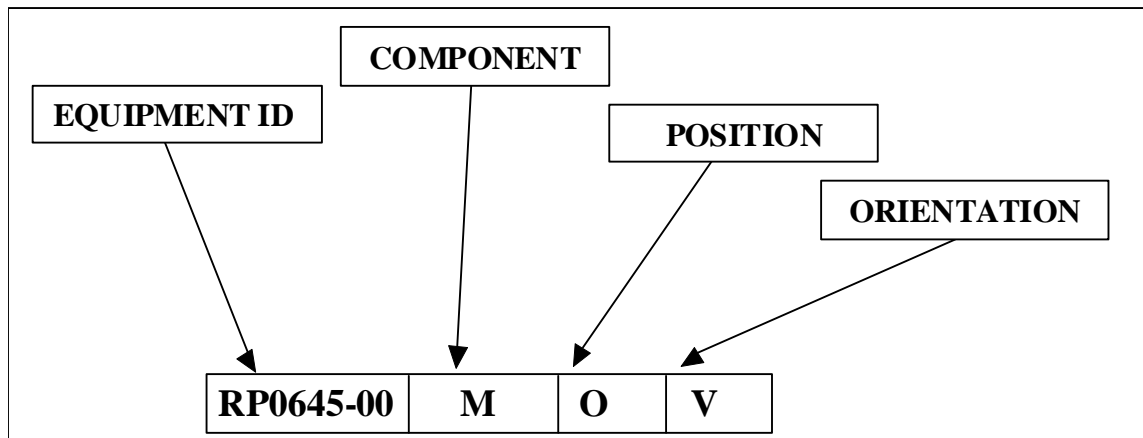 COMPONENT
EQUIPMENT ID
POSITION
ORIENTATION
RP0645-00 M O V